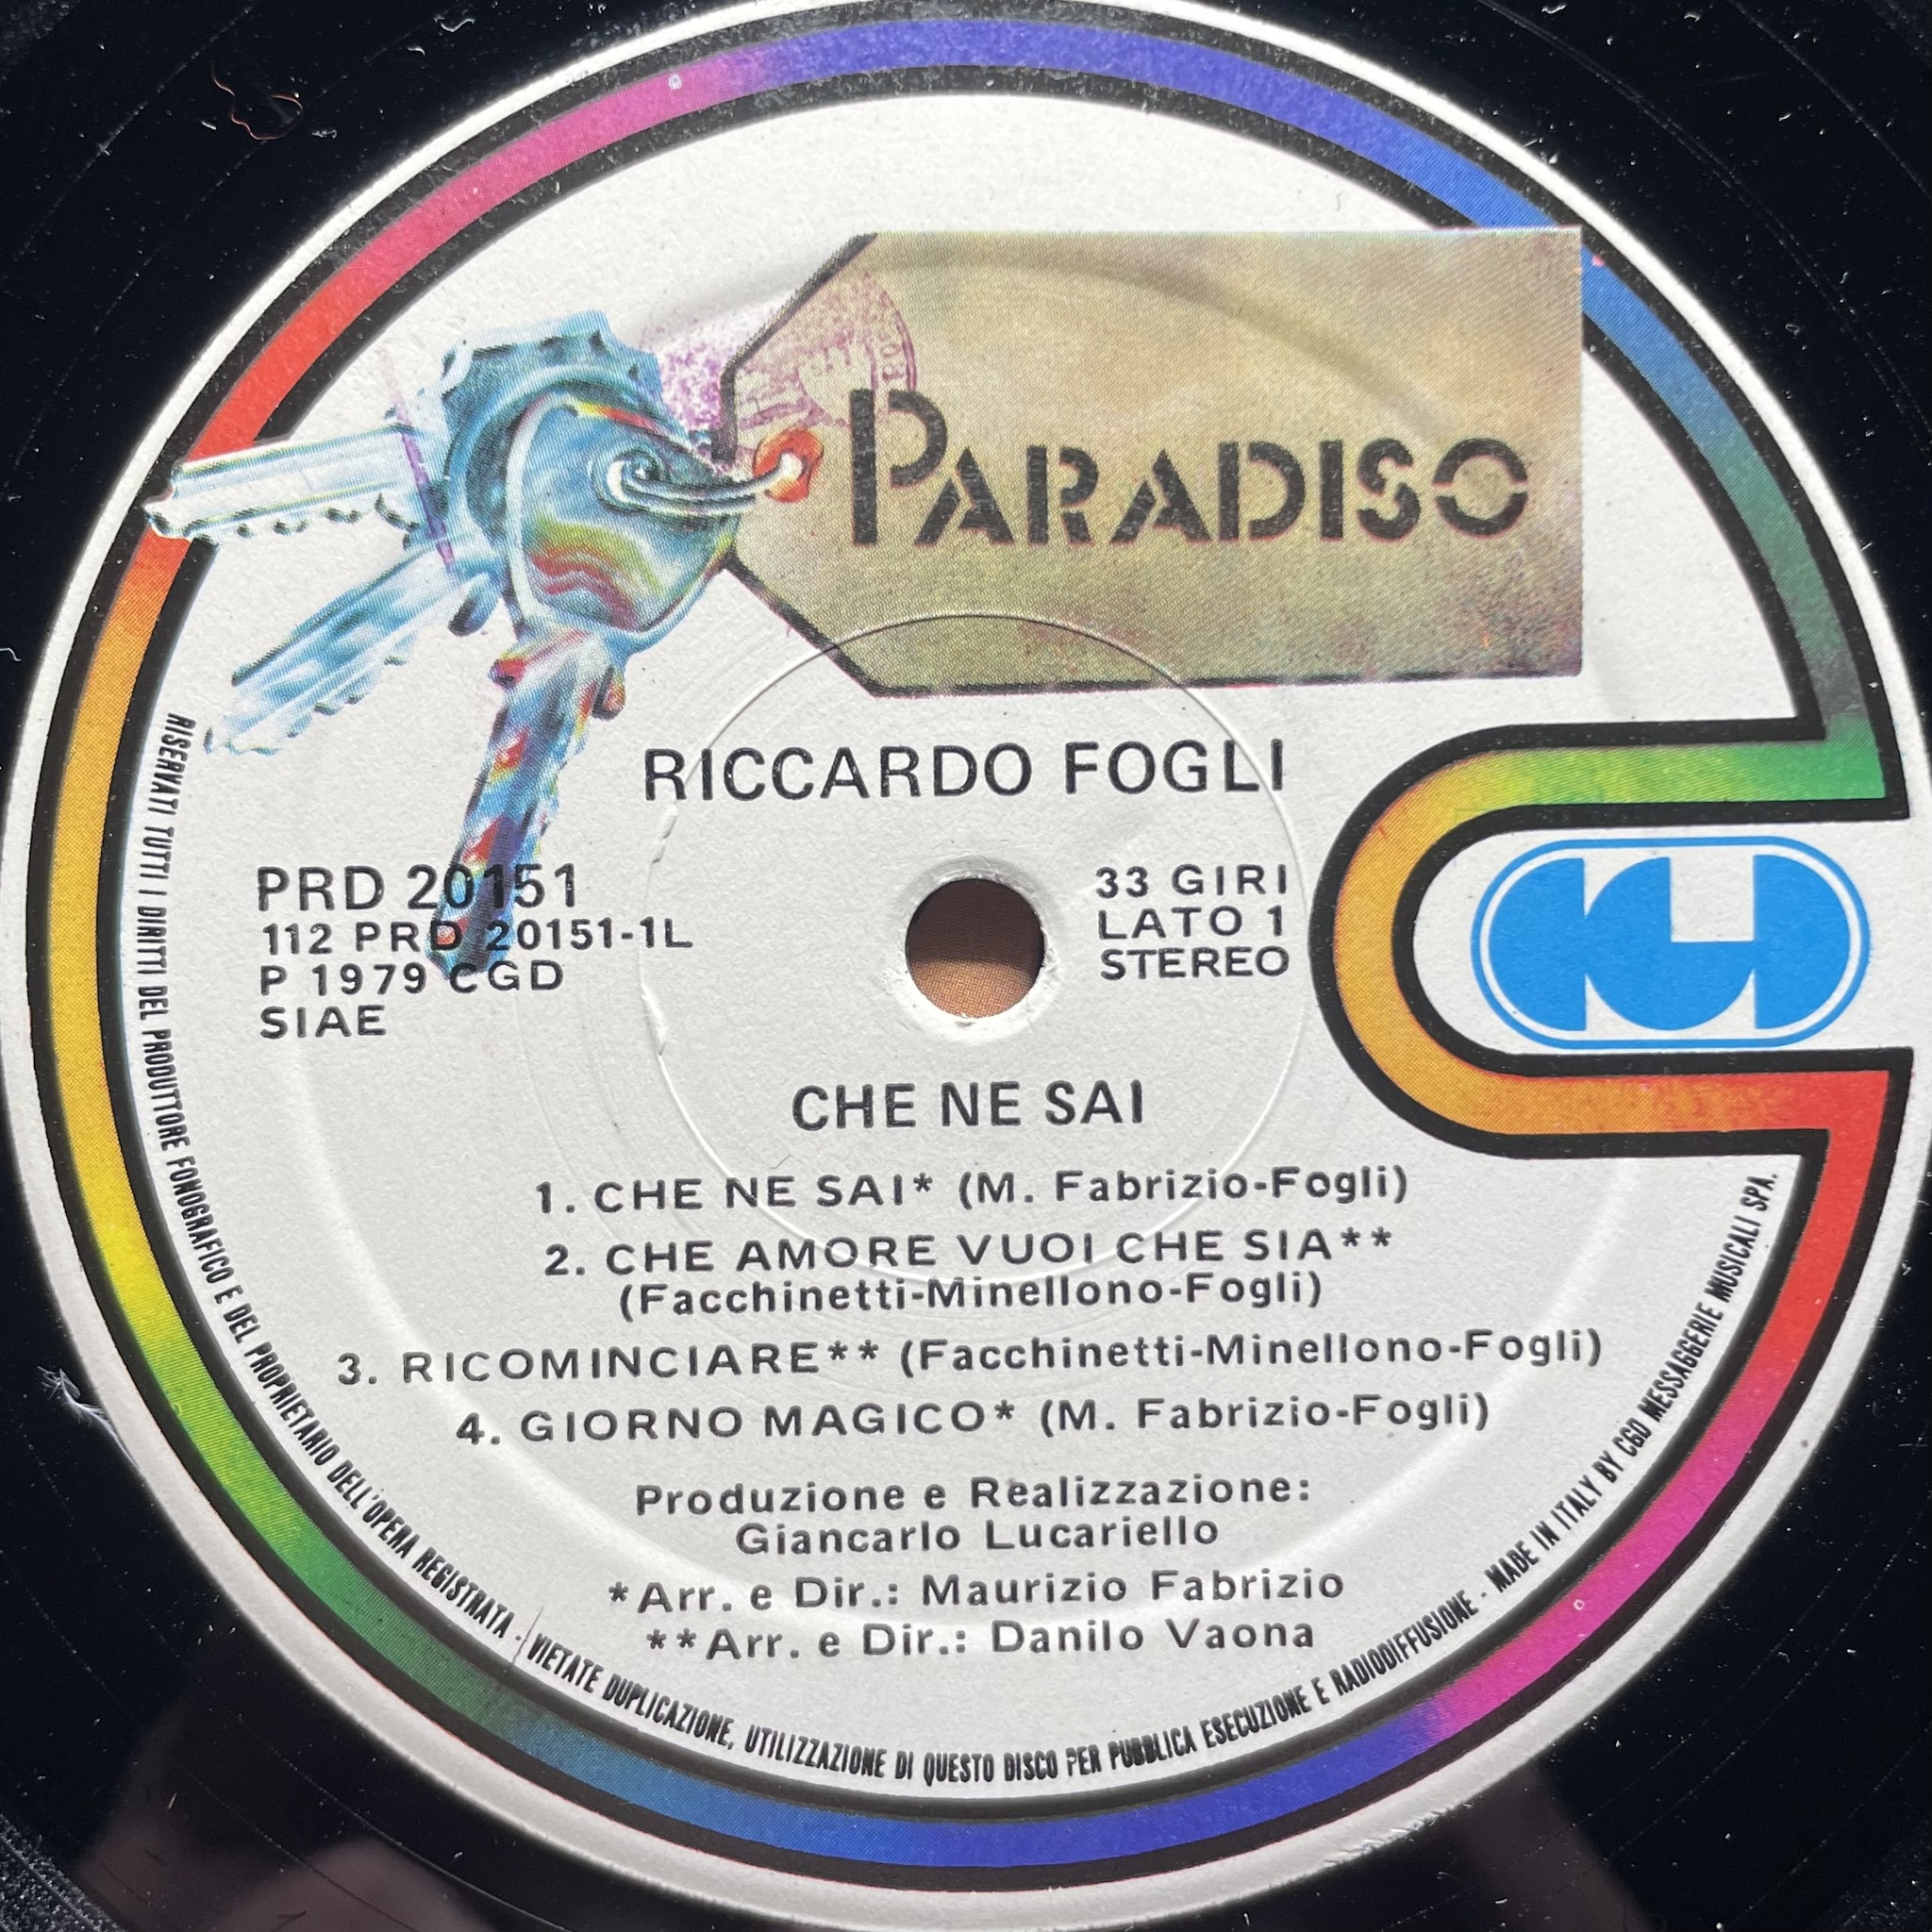 PARADISO
RICCARDO FOGLI
PRD 20151
112 PRD 20151-1L
P 1979 CGD
SIAE
33 GIRI
LATO 1
STEREO
CHE NE SAI
1. CHE NE SAI* (M. Fabrizio-Fogli)
2. CHE AMORE VUOI CHE SIA**
(Facchinetti-Minellono-Fogli)
3. RICOMINCIARE** (Facchinetti-Minellono-Fogli)
4. GIORNO MAGICO* (M. Fabrizio-Fogli)
Produzione e Realizzazione:
Giancarlo Lucariello
*Arr. e Dir.: Maurizio Fabrizio
**Arr. e Dir.: Danilo Vaona
RISERVATI TUTTI I DIRITTI DEL PRODUTTORE FONOGRAFICO E DEL PROPRIETARIO DELL'OPERA REGISTRATA - VIETATE DUPLICAZIONE, UTILIZZAZIONE DI QUESTO DISCO PER PUBBLICA ESECUZIONE E RADIODIFFUSIONE - MADE IN ITALY BY CGD MESSAGGERIE MUSICALI SPA.